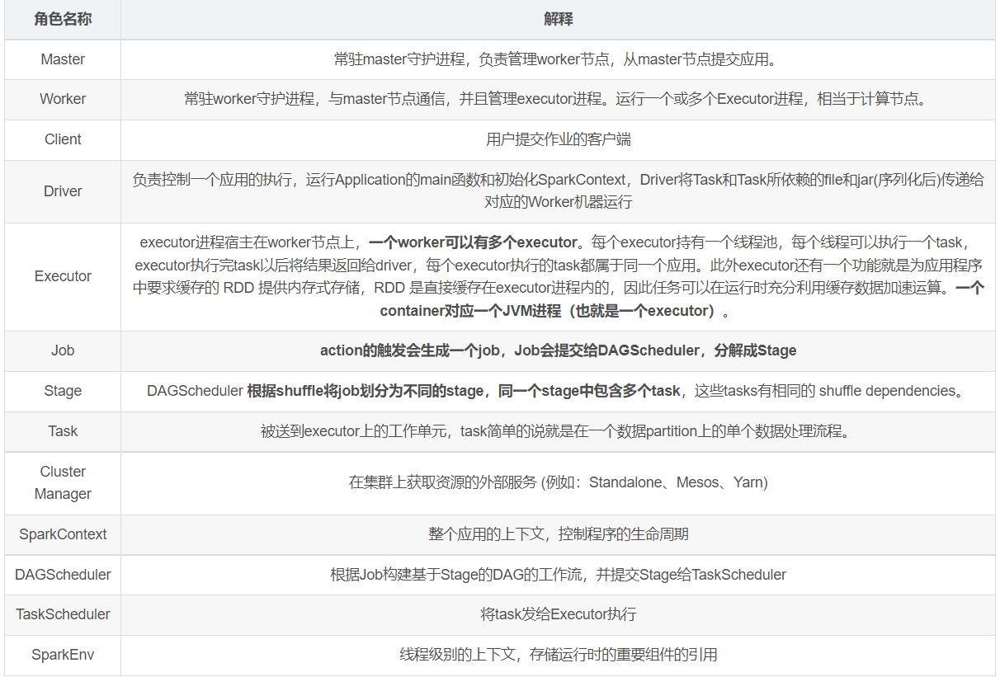 角色名称
解释
Master
常驻master守护进程，负责管理worker节点，从master节点提交应用。
Worker
常驻worker守护进程，与master节点通信，并且管理executor进程。运行一个或多个Executor进程，相当于计算节点。
Client
用户提交作业的客户端
Driver
负责控制一个应用的执行，运行Application的main函数和初始化SparkContext，Driver将Task和Task所依赖的file和jar(序列化后)传递给
对应的Worker机器运行
Executor
executor进程宿主在worker节点上，一个worker可以有多个executor。每个executor持有一个线程池，每个线程可以执行一个task，
executor执行完task以后将结果返回给driver，每个executor执行的task都属于同一个应用。此外executor还有一个功能就是为应用程序
中要求缓存的 RDD 提供内存式存储，RDD 是直接缓存在executor进程内的，因此任务可以在运行时充分利用缓存数据加速运算。一个
container对应一个JVM进程（也就是一个executor）。
Job
action的触发会生成一个job，Job会提交给DAGScheduler，分解成Stage
Stage
DAGScheduler 根据shuffle将job划分为不同的stage，同一个stage中包含多个task，这些tasks有相同的 shuffle dependencies。
Task
被送到executor上的工作单元，task简单的说就是在一个数据partition上的单个数据处理流程。
Cluster
Manager
在集群上获取资源的外部服务 (例如：Standalone、Mesos、Yarn)
SparkContext
整个应用的上下文，控制程序的生命周期
DAGScheduler
根据Job构建基于Stage的DAG的工作流，并提交Stage给TaskScheduler
TaskScheduler
将task发给Executor执行
SparkEnv
线程级别的上下文，存储运行时的重要组件的引用